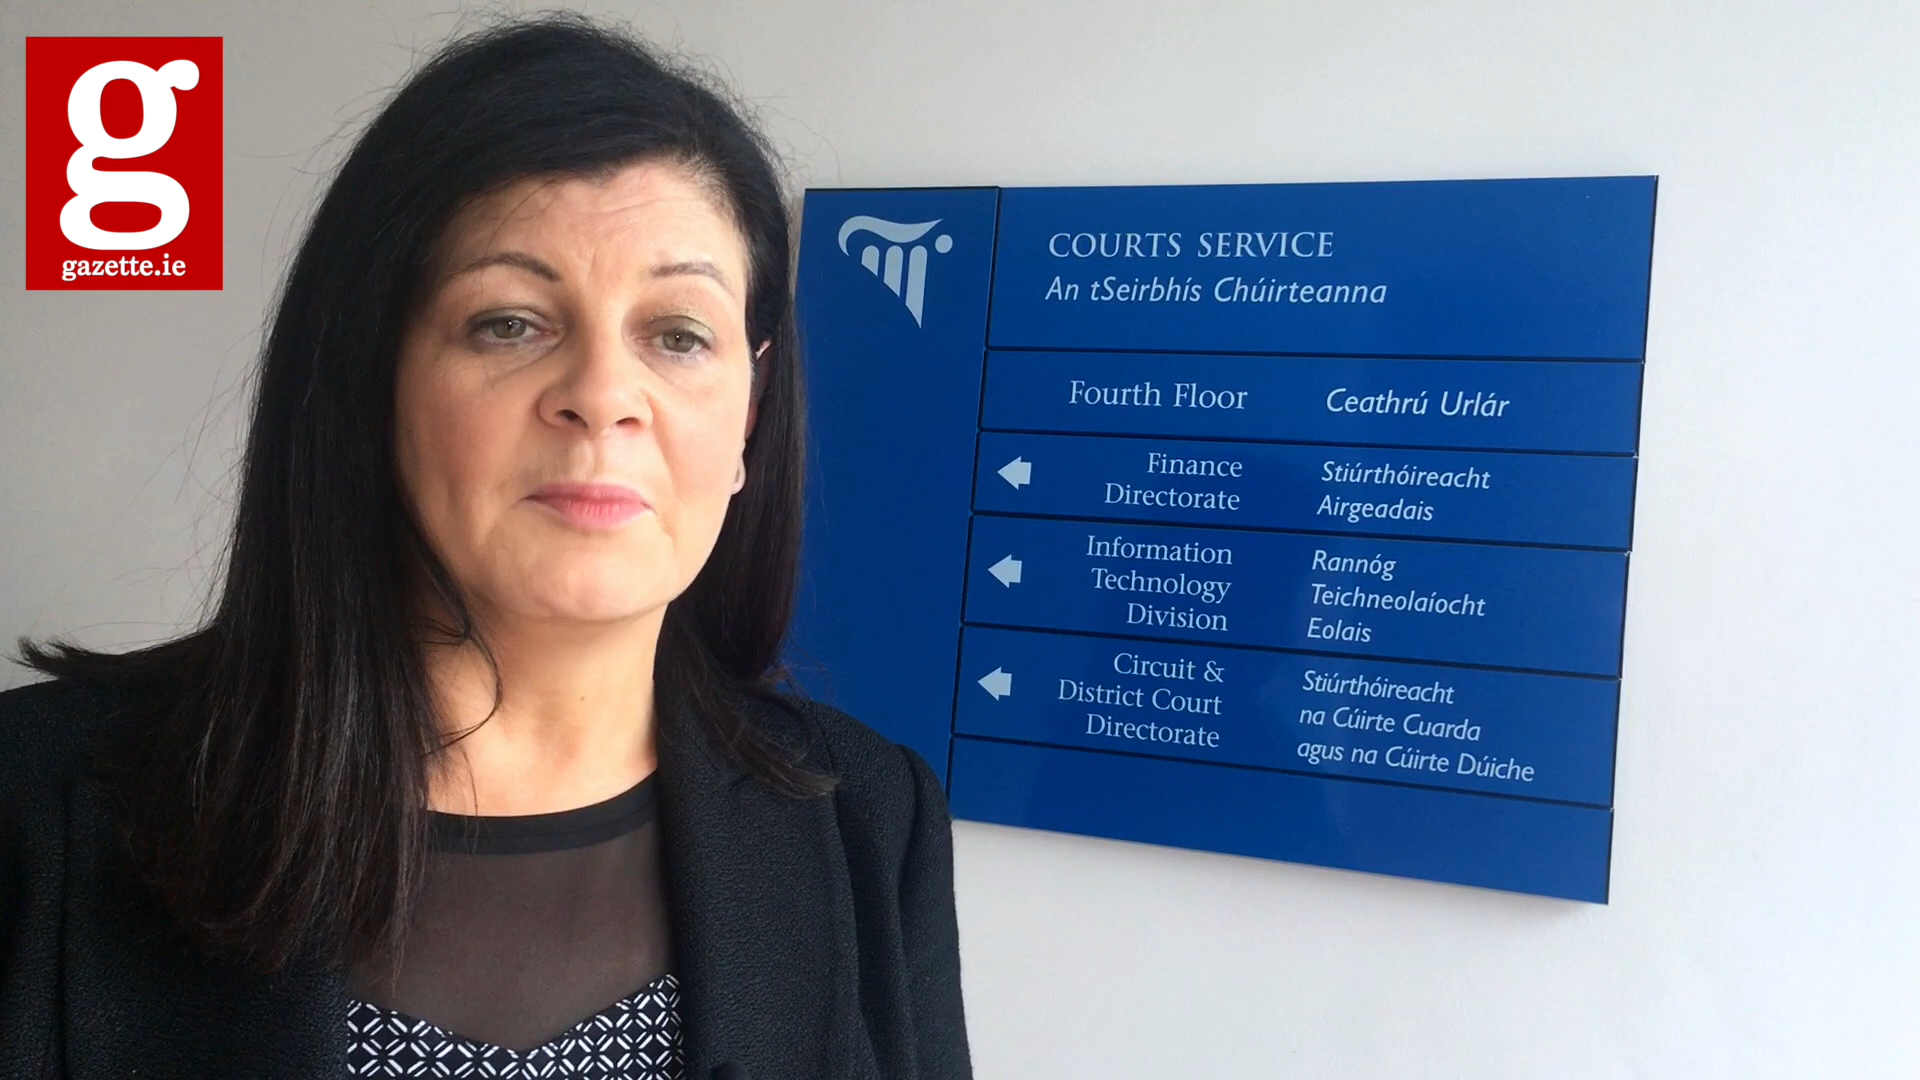 g
gazette.ie
COURTS SERVICE
An tSeirbhís Chúirteanna
Fourth Floor Ceathrú Urlár
Finance Stiúrthóireacht
Directorate Airgeadais
Information Rannóg
Technology Teichneolaíocht
Division Eolais
Circuit & Stiúrthóireacht
District Court na Cúirte Cuarda
Directorate agus na Cúirte Dúiche